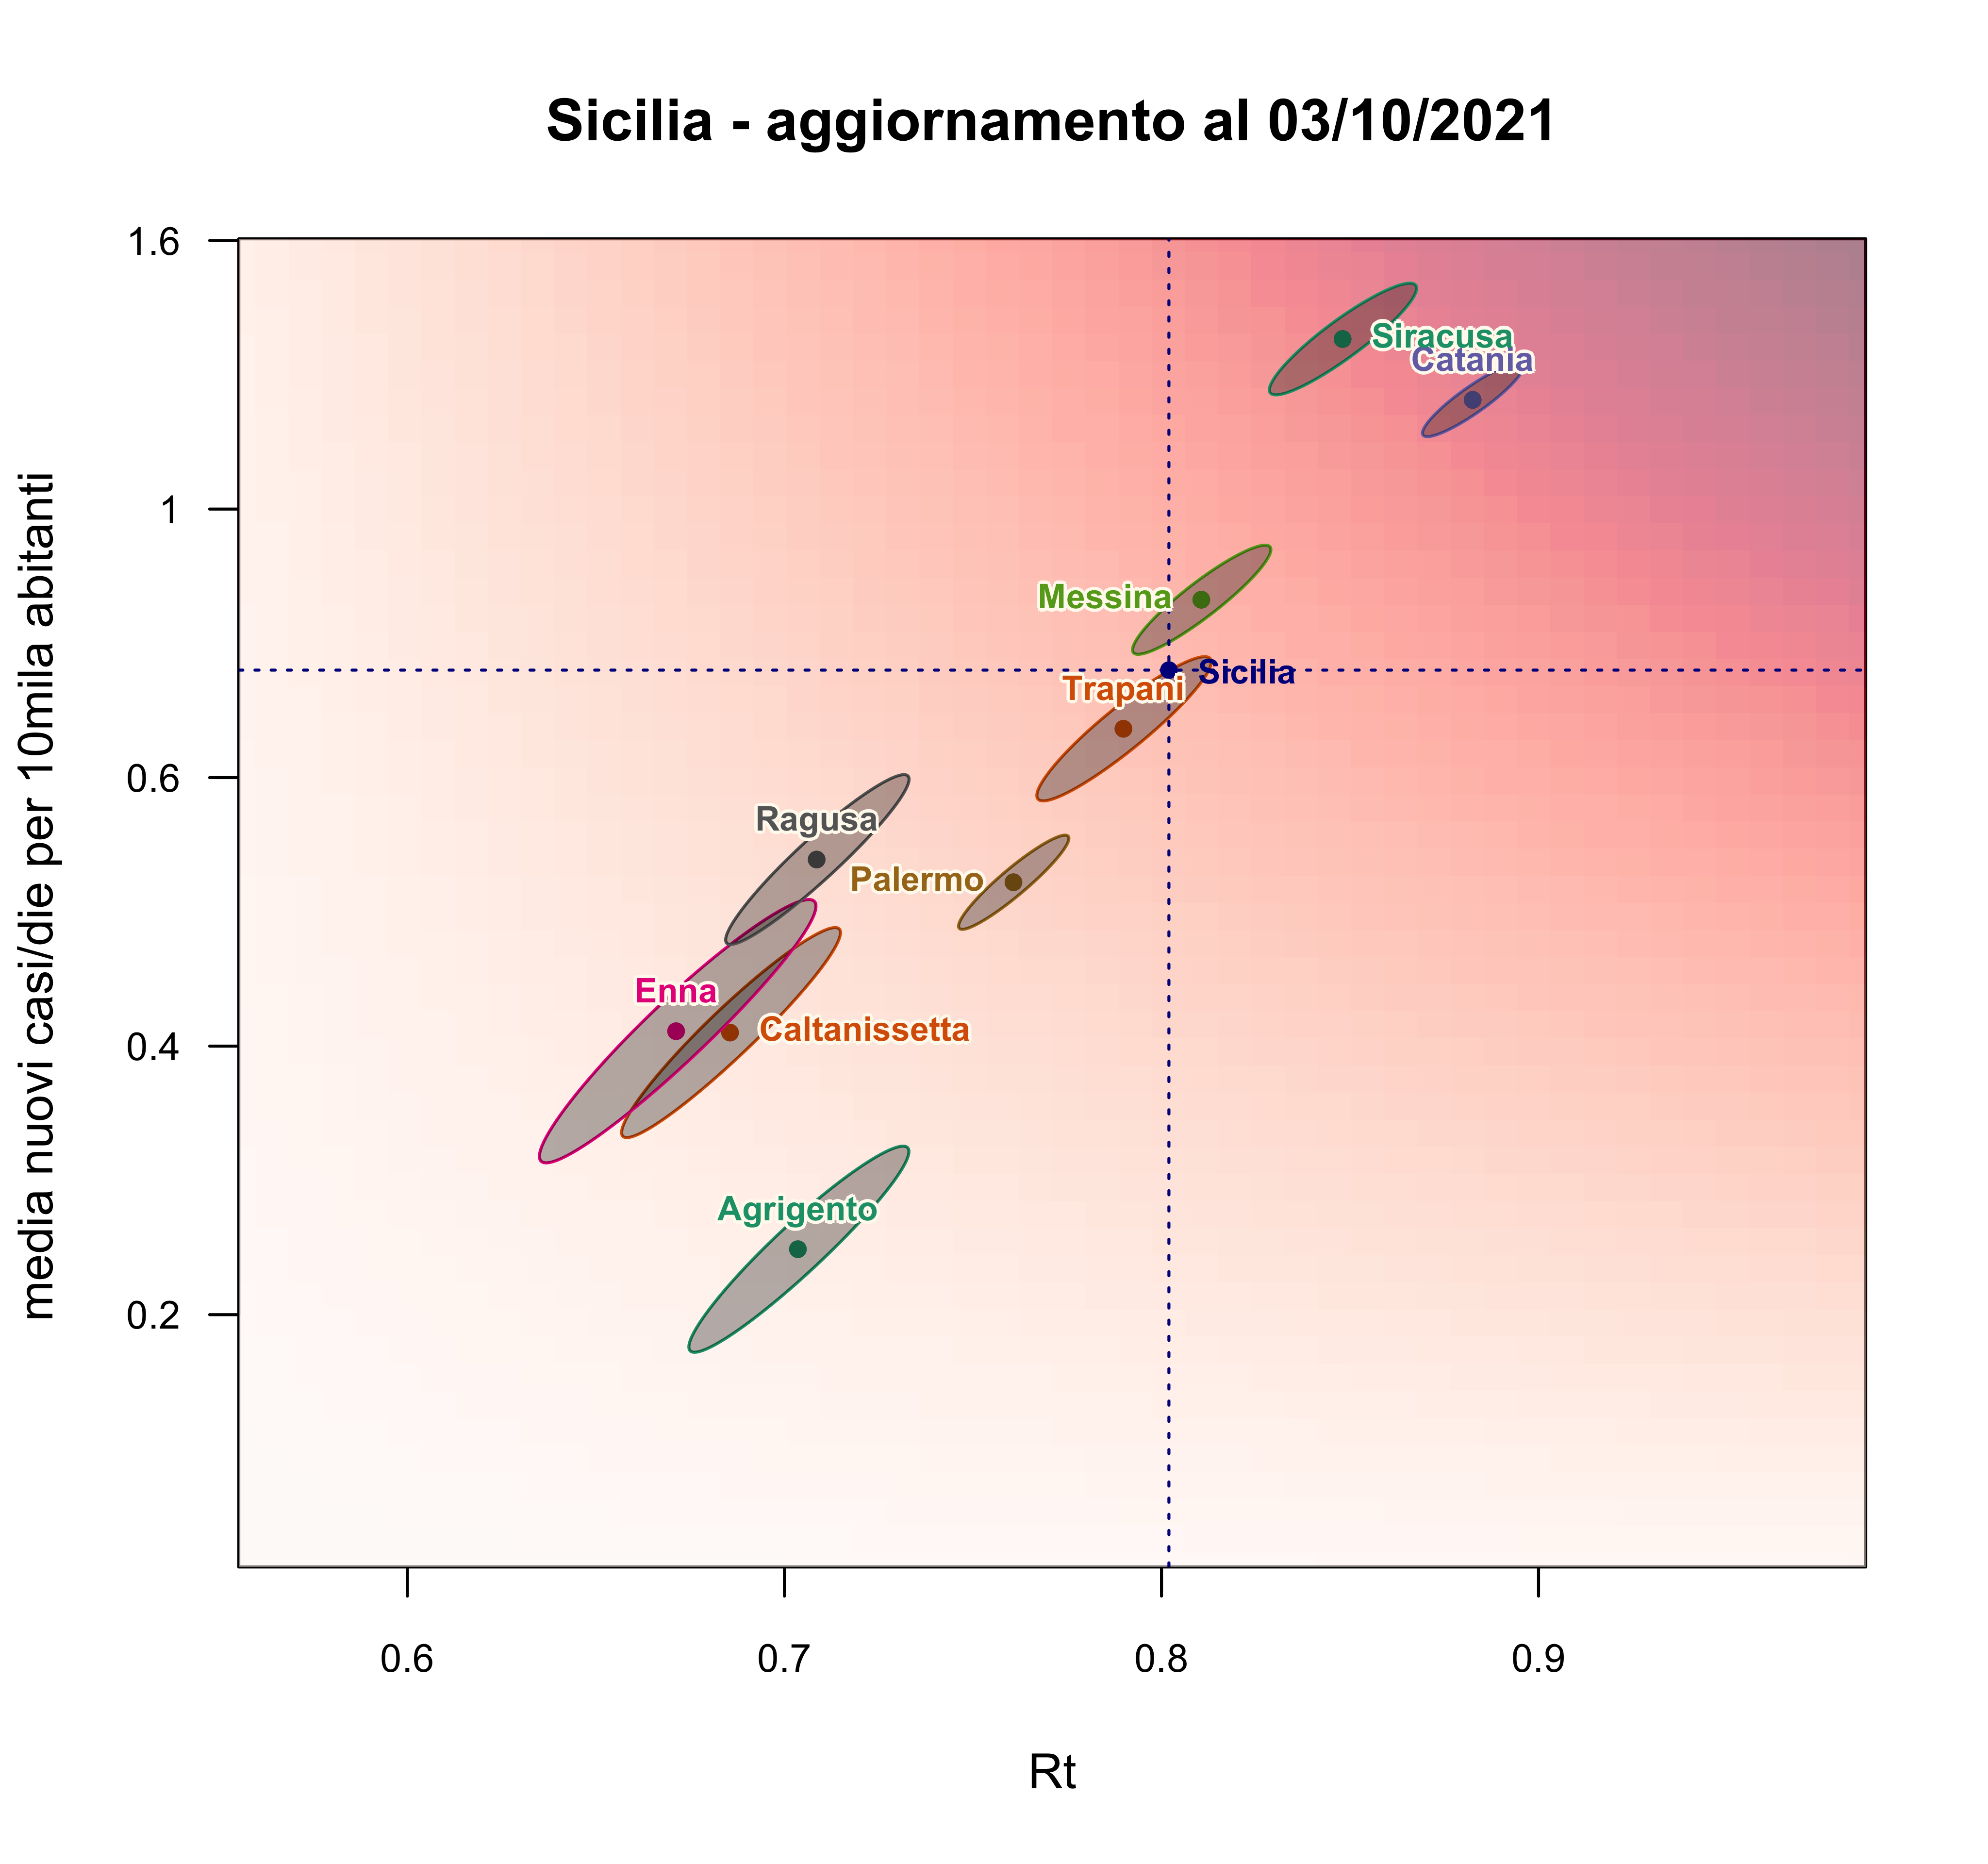 Sicilia - aggiornamento al 03/10/2021
media nuovi casi/die per 10mila abitanti
1.6
1
0.6
0.4
0.2
Siracusa
Catania
Messina
Sicilia
Trapani
Ragusa
Palermo
Enna
Caltanissetta
Agrigento
0.6 0.7 0.8 0.9
Rt